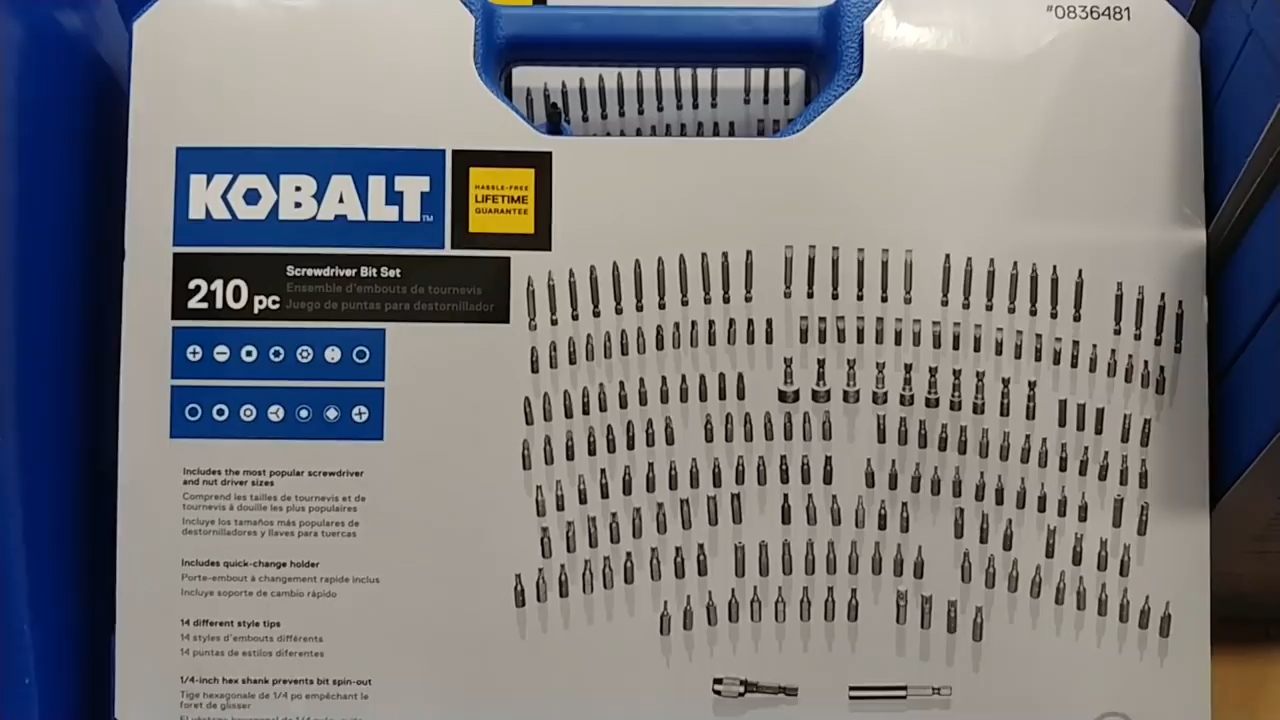 #0836481
KOBALT™
HASSLE-FREE
LIFETIME
GUARANTEE
210 pc
Screwdriver Bit Set
Ensemble d'embouts de tournevis
Juego de puntas para destornillador
Includes the most popular screwdriver
and nut driver sizes
Comprend les tailles de tournevis et de
tournevis à douille les plus populaires
Incluye los tamaños más populares de
destornilladores y llaves para tuercas
Includes quick-change holder
Porte-embout à changement rapide inclus
Incluye soporte de cambio rápido
14 different style tips
14 styles d'embouts différents
14 puntas de estilos diferentes
1/4-inch hex shank prevents bit spin-out
Tige hexagonale de 1/4 po empêchant le
foret de glisser